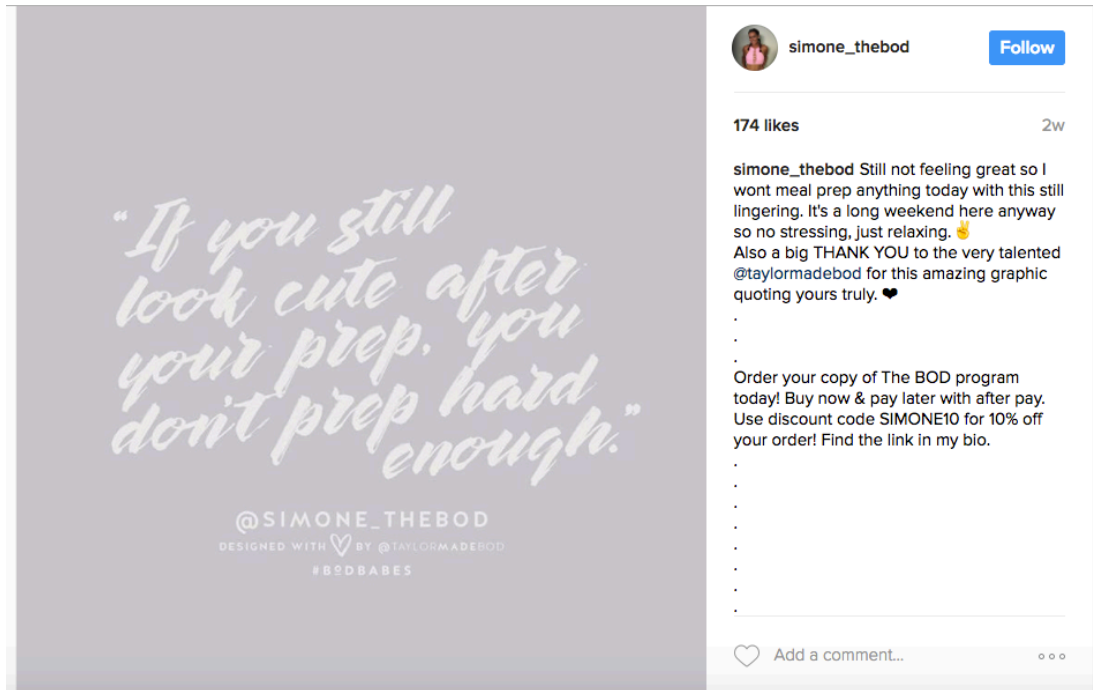 “If you still
look cute after
your prep, you
don't prep hard
enough.”
@SIMONE_THEBOD
DESIGNED WITH BY @TAYLORMADEBOD
#BODBABES
simone_thebod
Follow
174 likes
2w
simone_thebod Still not feeling great so I
wont meal prep anything today with this still
lingering. It's a long weekend here anyway
so no stressing, just relaxing. ✌
Also a big THANK YOU to the very talented
@taylormadebod for this amazing graphic
quoting yours truly. ❤
.
.
.
Order your copy of The BOD program
today! Buy now & pay later with after pay.
Use discount code SIMONE10 for 10% off
your order! Find the link in my bio.
.
.
.
.
.
.
.
.
Add a comment...